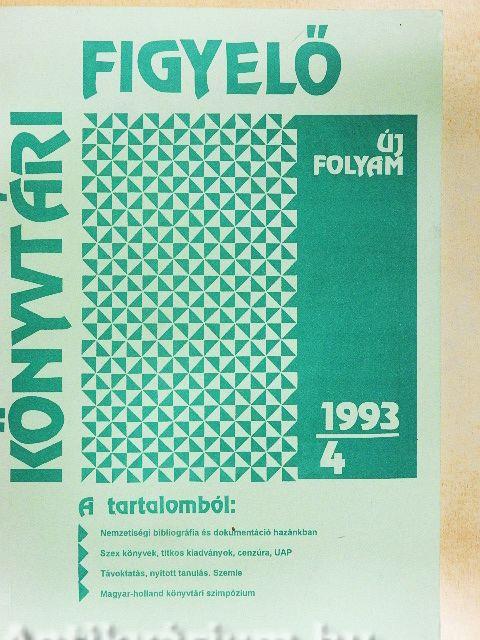 KÖNYVTÁRI
FIGYELŐ
ÚJ
FOLYAM
1993
4
A tartalomból:
Nemzetiségi bibliográfia és dokumentáció hazánkban
Szex könyvek, titkos kiadványok, cenzúra, UAP
Távoktatás, nyitott tanulás. Szemle
Magyar-holland könyvtári szimpózium